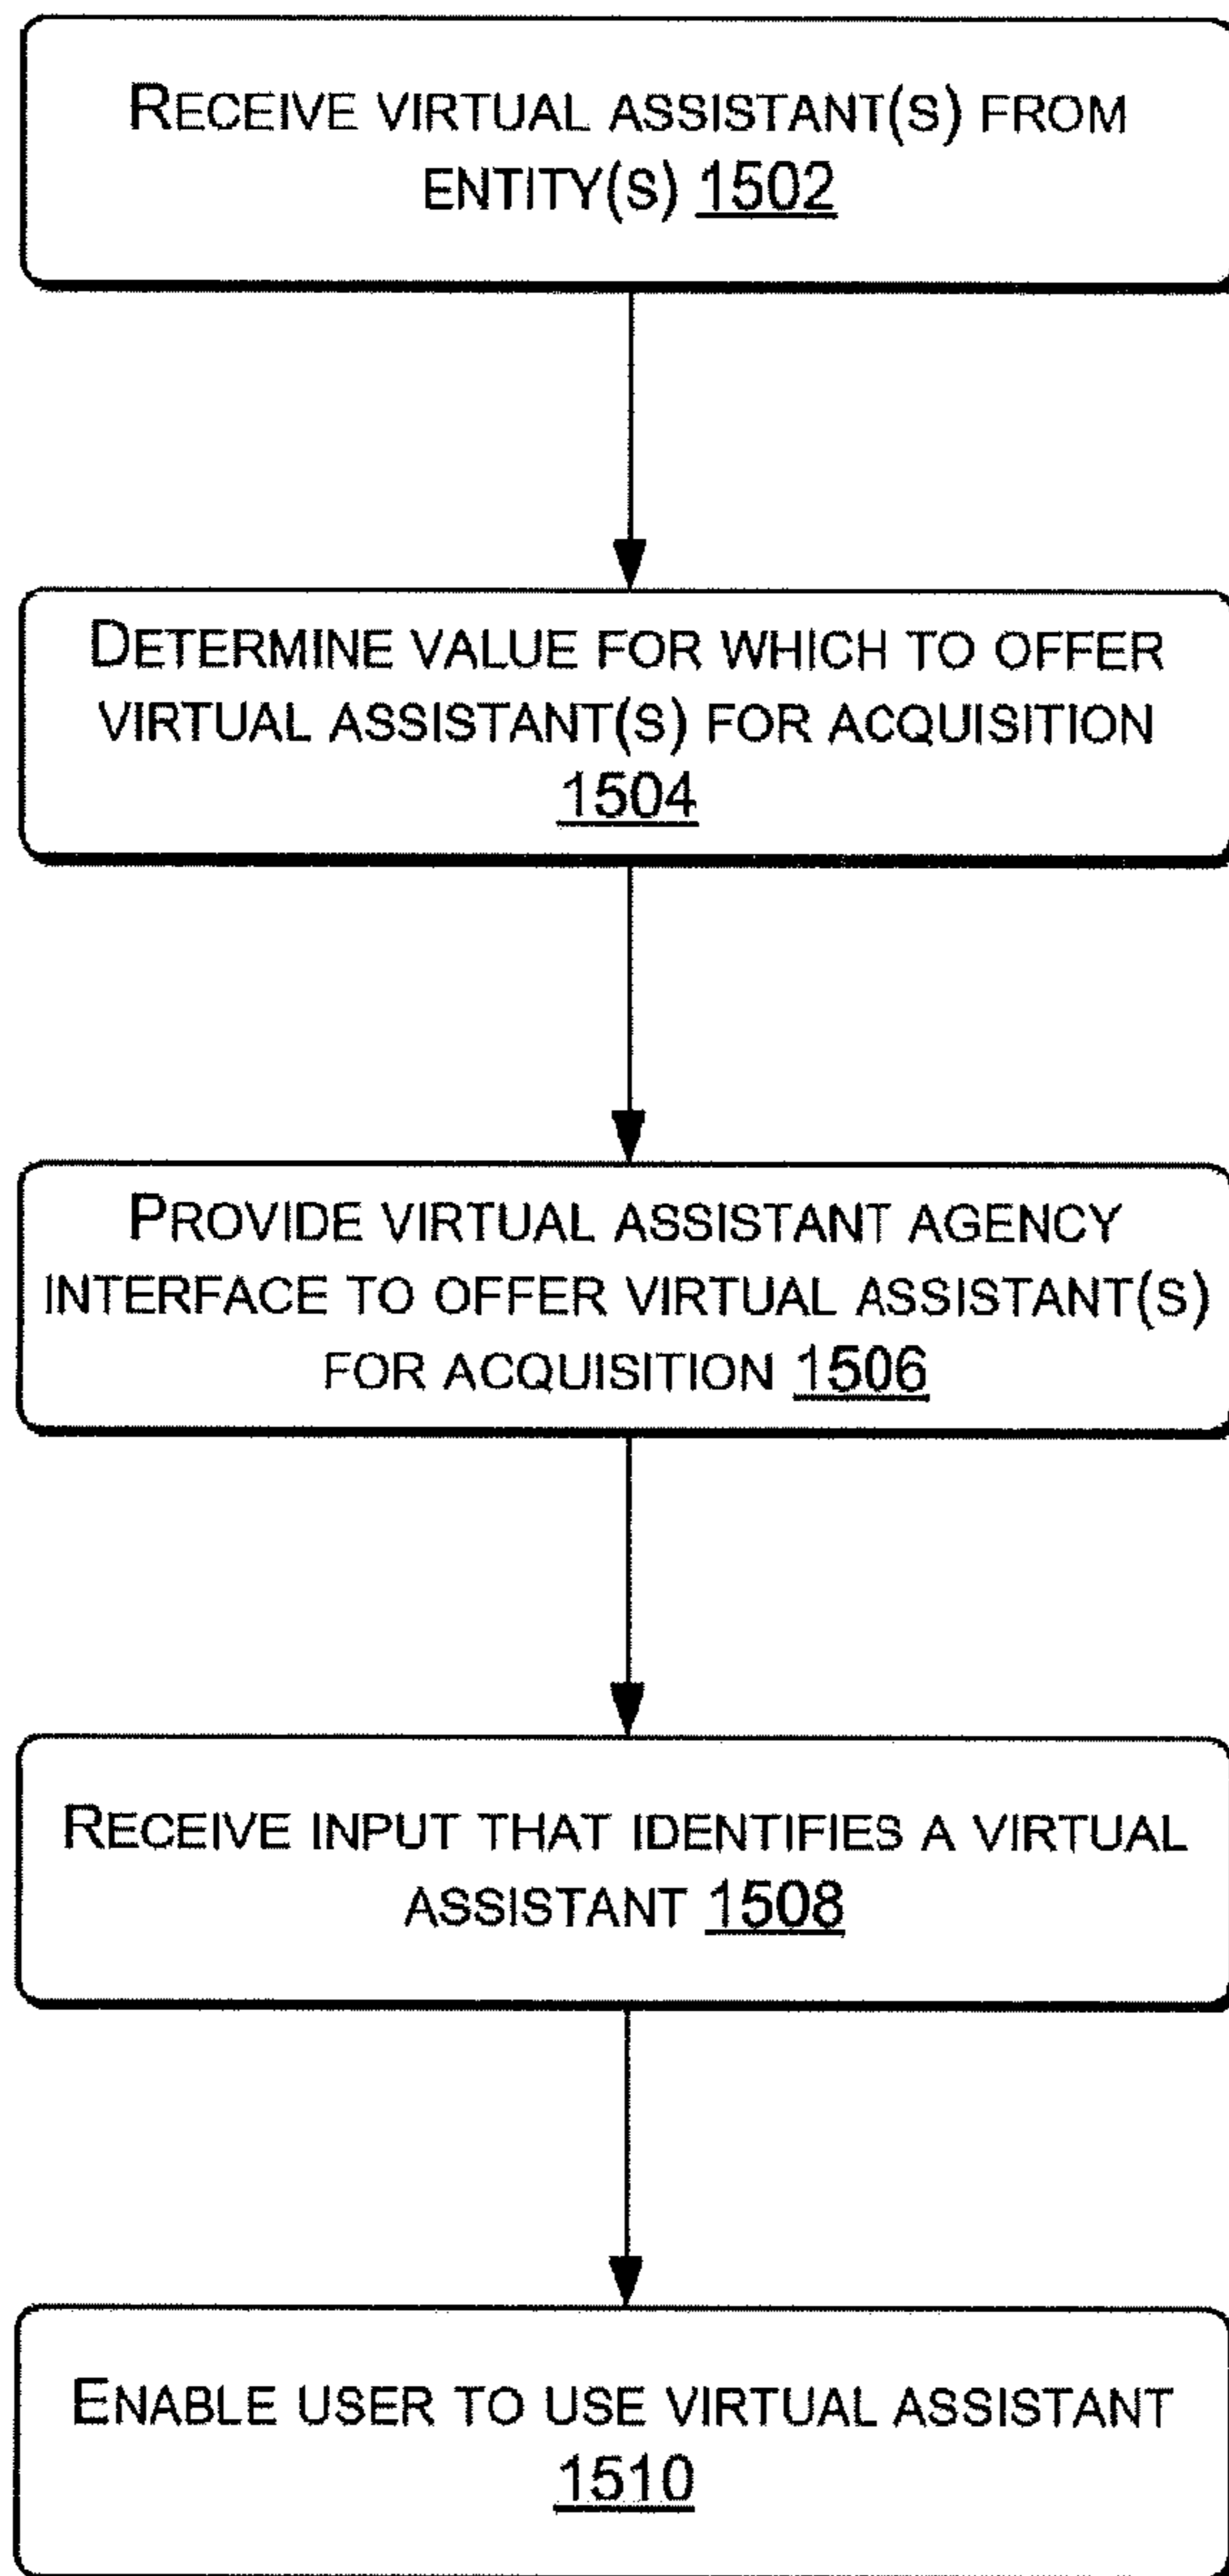 RECEIVE VIRTUAL ASSISTANT(S) FROM
ENTITY(S) 1502
DETERMINE VALUE FOR WHICH TO OFFER
VIRTUAL ASSISTANT(S) FOR ACQUISITION
1504
PROVIDE VIRTUAL ASSISTANT AGENCY
INTERFACE TO OFFER VIRTUAL ASSISTANT(S)
FOR ACQUISITION 1506
RECEIVE INPUT THAT IDENTIFIES A VIRTUAL
ASSISTANT 1508
ENABLE USER TO USE VIRTUAL ASSISTANT
1510